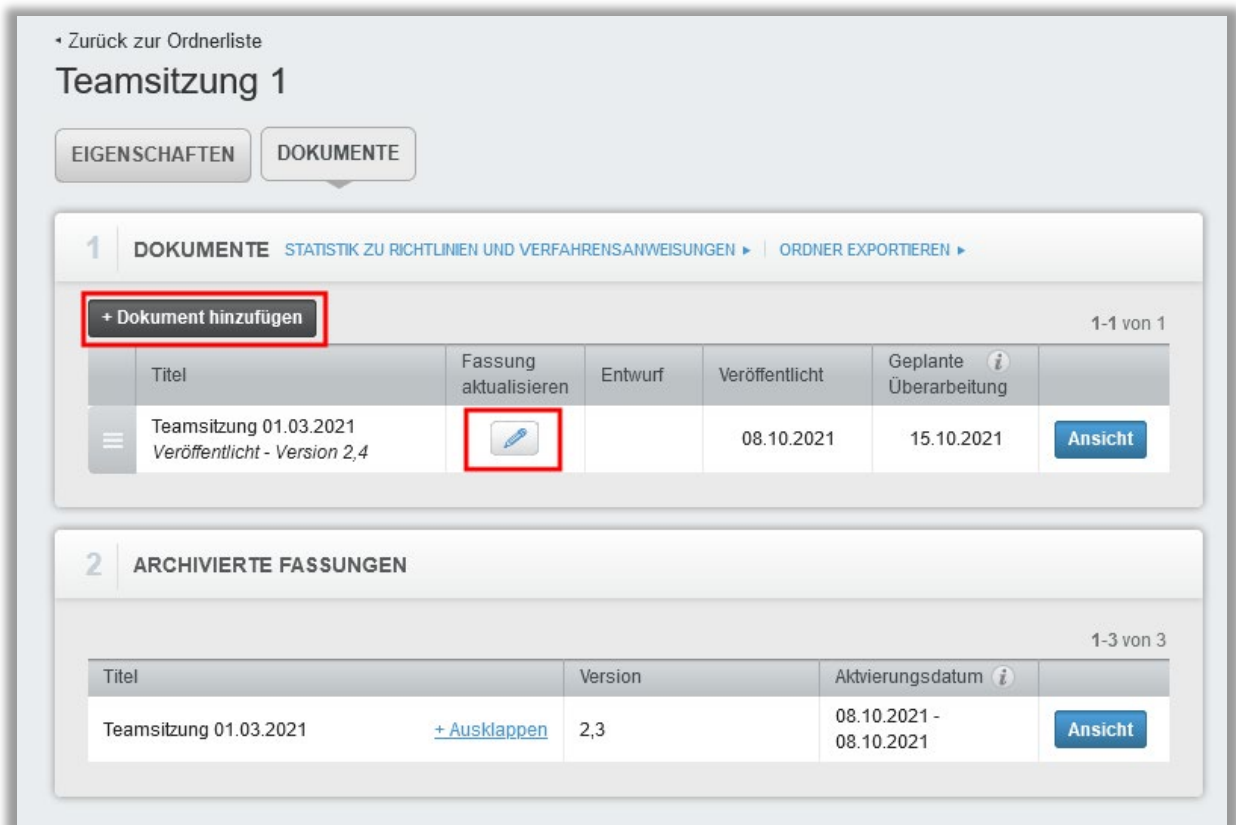 Zurück zur Ordnerliste
Teamsitzung 1
EIGENSCHAFTEN DOKUMENTE
1 DOKUMENTE STATISTIK ZU RICHTLINIEN UND VERFAHRENSANWEISUNGEN ▸ | ORDNER EXPORTIEREN ▸
+ Dokument hinzufügen
1-1 von 1
Titel
Fassung
aktualisieren
Entwurf
Veröffentlicht
Geplante i
Überarbeitung
Teamsitzung 01.03.2021
Veröffentlicht - Version 2,4
08.10.2021
15.10.2021
Ansicht
2 ARCHIVIERTE FASSUNGEN
1-3 von 3
Titel
Version
Aktvierungsdatum i
Teamsitzung 01.03.2021
+ Ausklappen
2,3
08.10.2021 -
08.10.2021
Ansicht